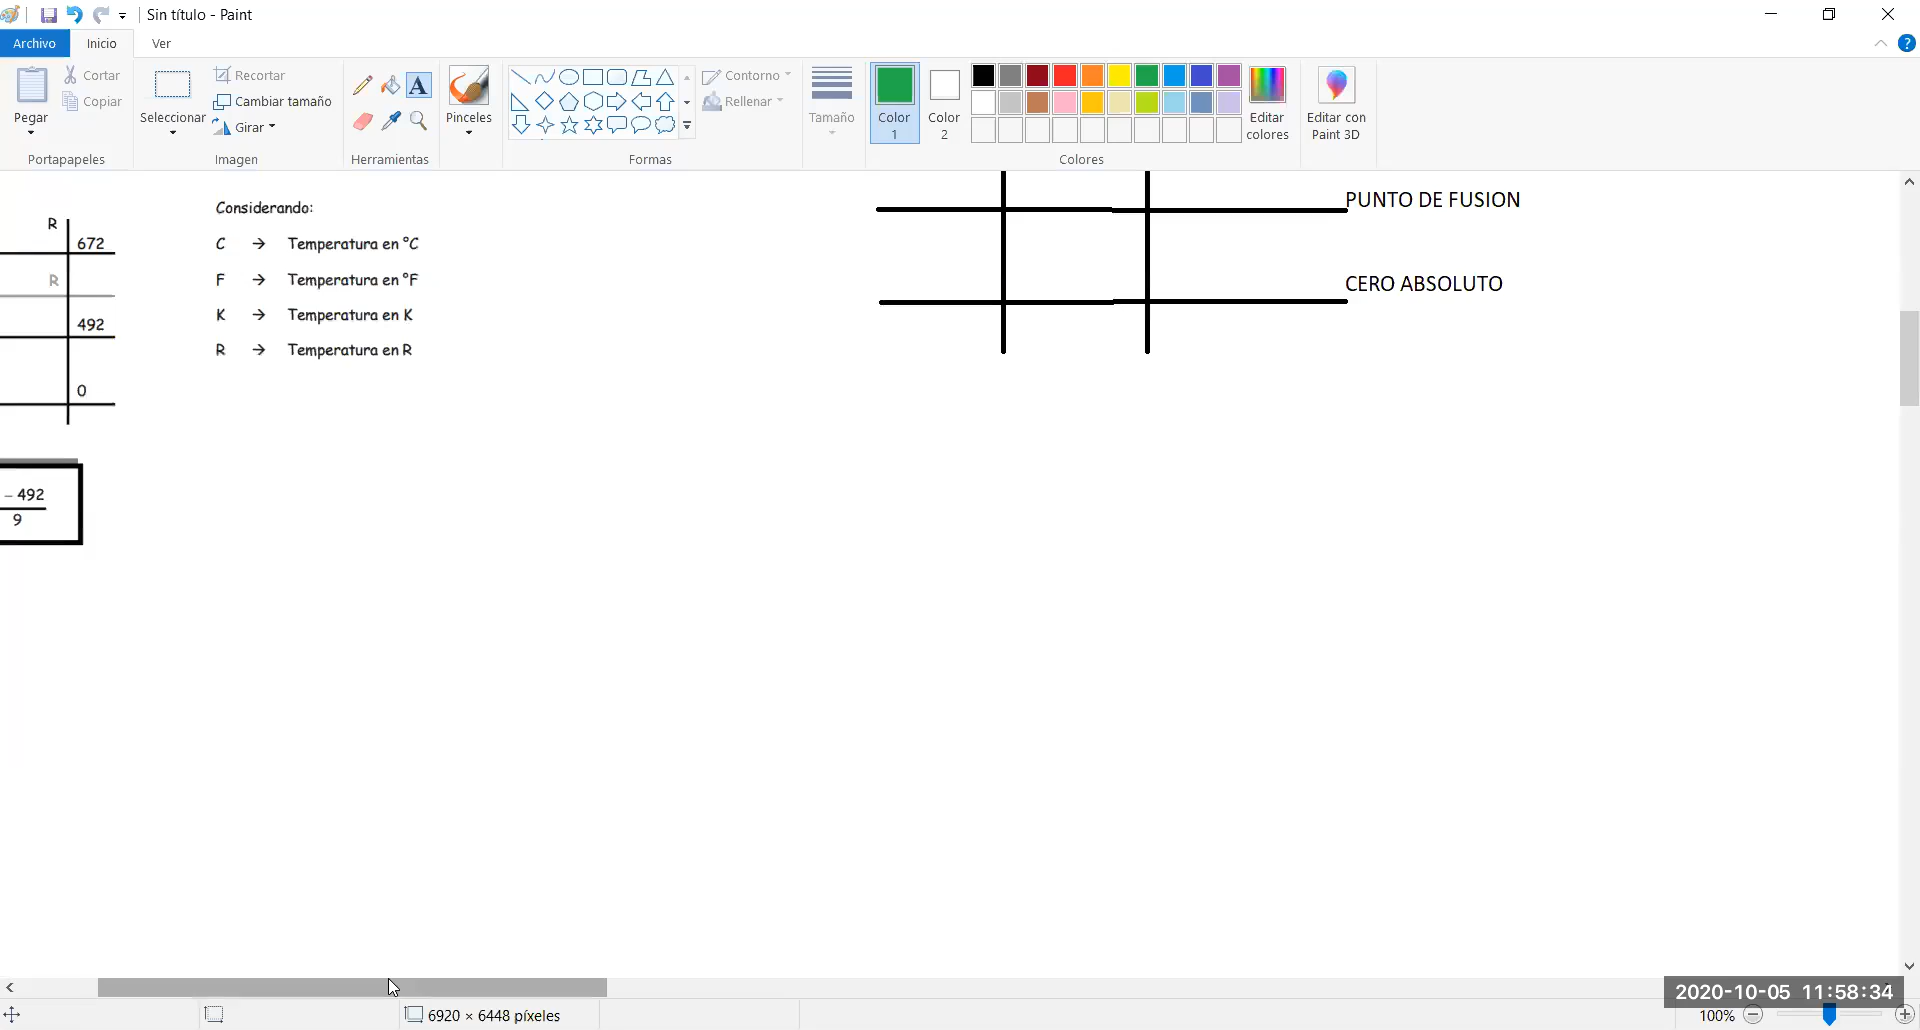 Sin título - Paint
Archivo
Inicio
Ver
Pegar
Cortar
Copiar
Portapapeles
Seleccionar
Recortar
Cambiar tamaño
Girar
Imagen
A
Herramientas
Pinceles
Formas
Contorno
Rellenar
Tamaño
Color
1
Color
2
Colores
Editar
colores
Editar con
Paint 3D
?
R
672
R
492
0
– 492
9
Considerando:
C → Temperatura en °C
F → Temperatura en °F
K → Temperatura en K
R → Temperatura en R
PUNTO DE FUSION
CERO ABSOLUTO
6920 × 6448 píxeles
2020-10-05 11:58:34
100%